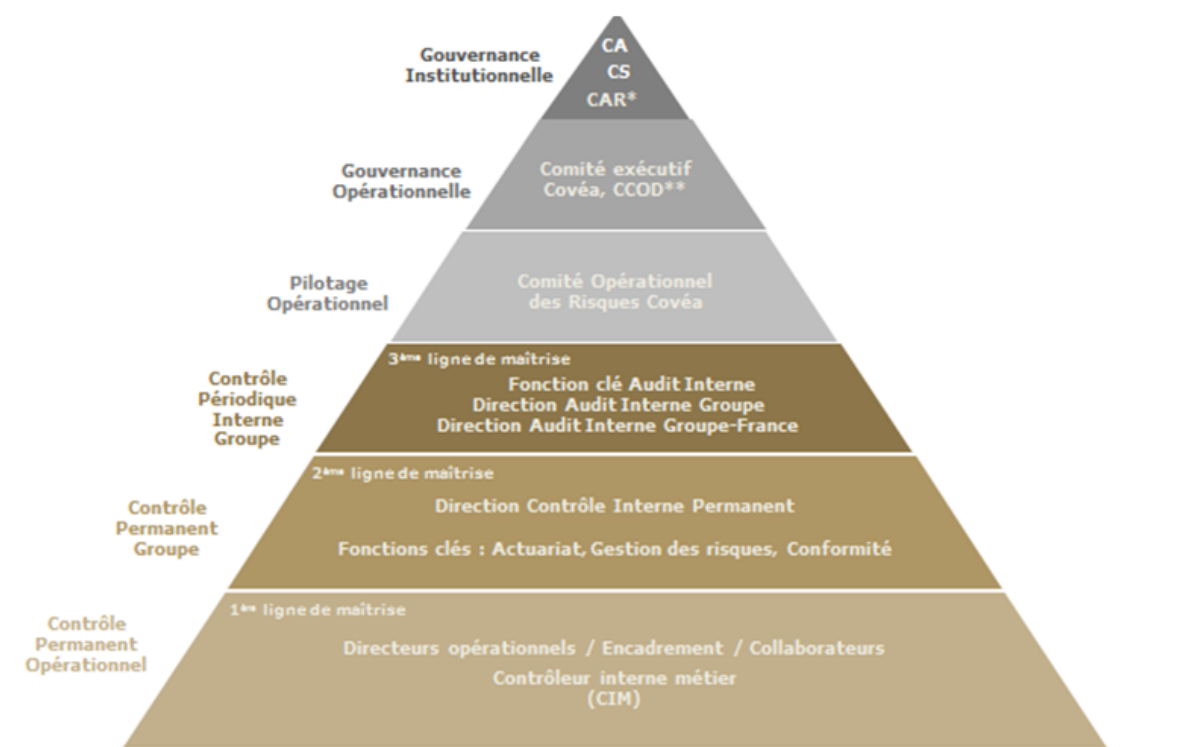 Gouvernance
Institutionnelle
CA
CS
CAR*
Gouvernance
Opérationnelle
Comité exécutif
Covéa, CCOD**
Pilotage
Opérationnel
Comité Opérationnel
des Risques Covéa
Contrôle
Périodique
Interne
Groupe
3ème ligne de maîtrise
Fonction clé Audit Interne
Direction Audit Interne Groupe
Direction Audit Interne Groupe-France
Contrôle
Permanent
Groupe
2ème ligne de maîtrise
Direction Contrôle Interne Permanent
Fonctions clés : Actuariat, Gestion des risques, Conformité
Contrôle
Permanent
Opérationnel
1ère ligne de maîtrise
Directeurs opérationnels / Encadrement / Collaborateurs
Contrôleur interne métier
(CIM)